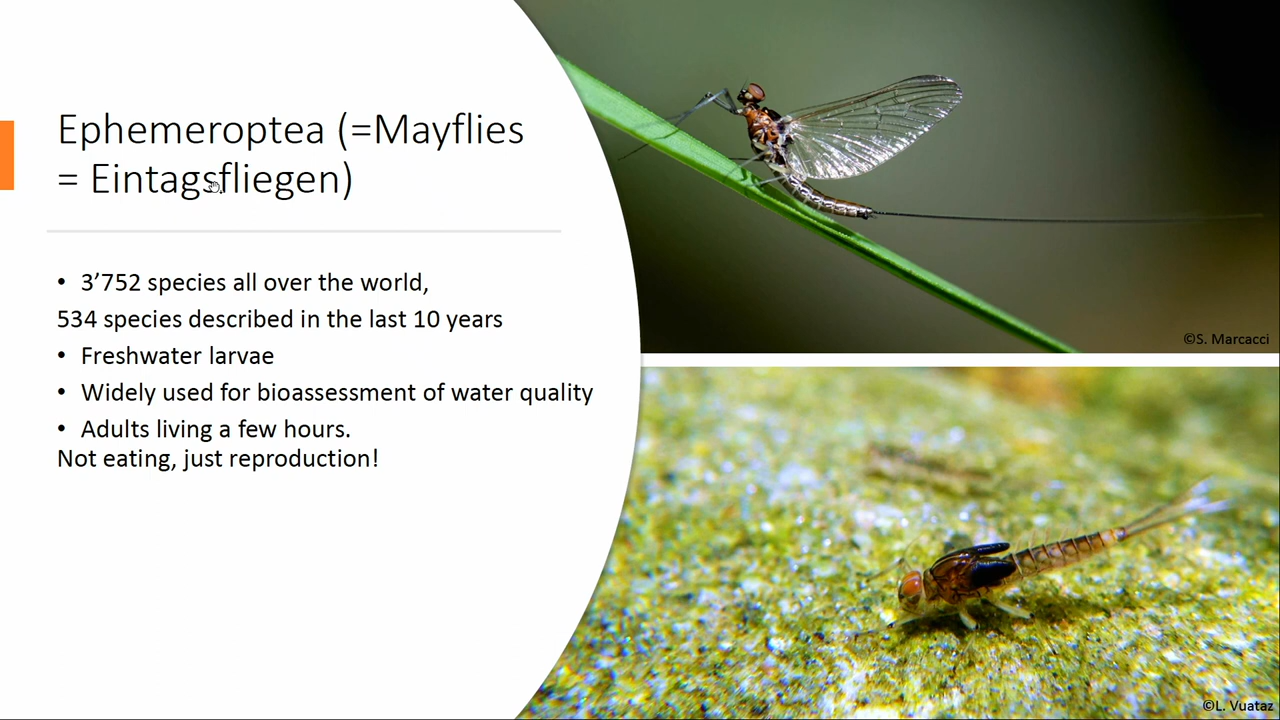 Ephemeroptea (=Mayflies
= Eintagsfliegen)
• 3’752 species all over the world,
534 species described in the last 10 years
• Freshwater larvae
• Widely used for bioassessment of water quality
• Adults living a few hours.
Not eating, just reproduction!
©S. Marcacci
©L. Vuataz